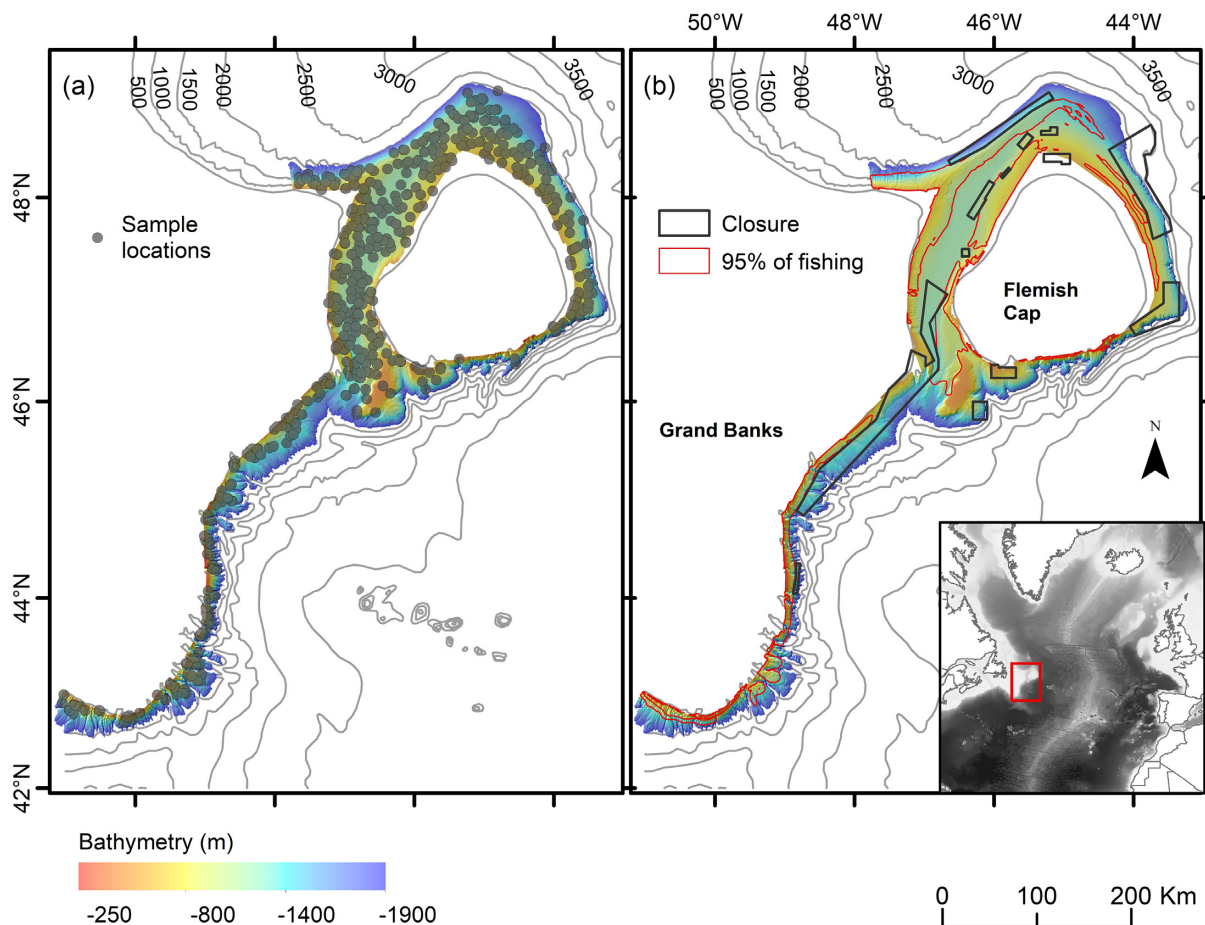 50°W 48°W 46°W 44°W
(a)
500
1000
1500
2000
2500
3000
3500
(b)
500
1000
1500
2000
2500
3000
3500
48°N
46°N
44°N
42°N
Sample
locations
Closure
95% of fishing
Flemish
Cap
Grand Banks
N
Bathymetry (m)
-250 -800 -1400 -1900
0 100 200 Km